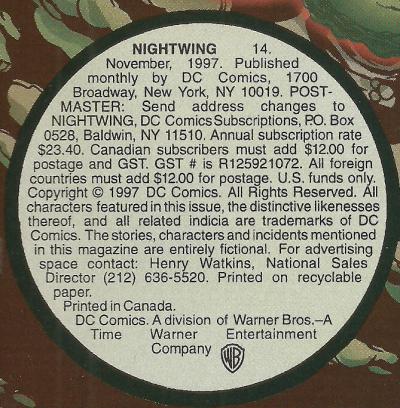 NIGHTWING 14.
November, 1997. Published
monthly by DC Comics, 1700
Broadway, New York, NY 10019. POST-
MASTER: Send address changes to
NIGHTWING, DC Comics Subscriptions, P.O. Box
0528, Baldwin, NY 11510. Annual subscription rate
$23.40. Canadian subscribers must add $12.00 for
postage and GST. GST # is R125921072. All foreign
countries must add $12.00 for postage. U.S. funds only.
Copyright © 1997 DC Comics. All Rights Reserved. All
characters featured in this issue, the distinctive likenesses
thereof, and all related indicia are trademarks of DC
Comics. The stories, characters and incidents mentioned
in this magazine are entirely fictional. For advertising
space contact: Henry Watkins, National Sales
Director (212) 636-5520. Printed on recyclable
paper.
Printed in Canada.
DC Comics. A division of Warner Bros.–A
Time Warner Entertainment
Company WB